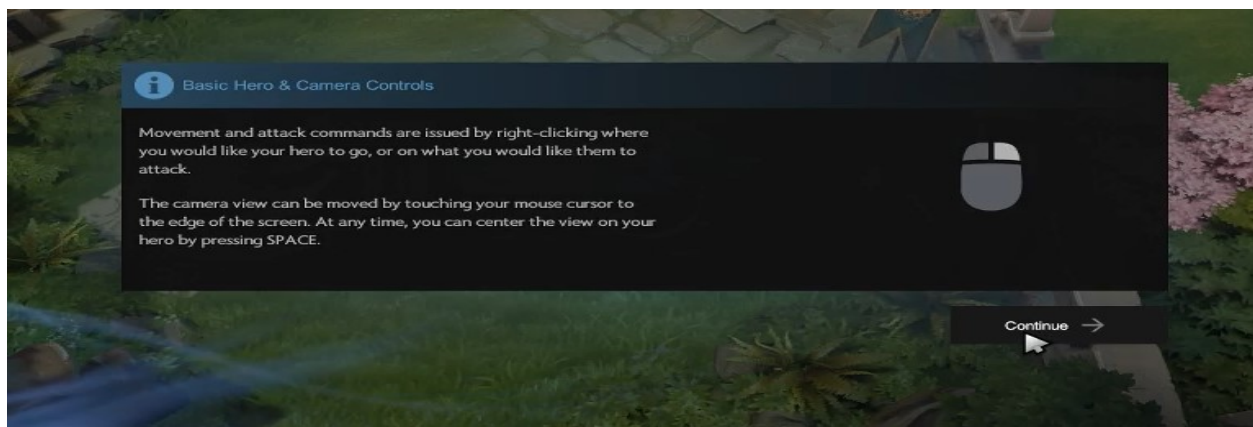 Basic Hero & Camera Controls
Movement and attack commands are issued by right-clicking where
you would like your hero to go, or on what you would like them to
attack.
The camera view can be moved by touching your mouse cursor to
the edge of the screen. At any time, you can center the view on your
hero by pressing SPACE.
Continue